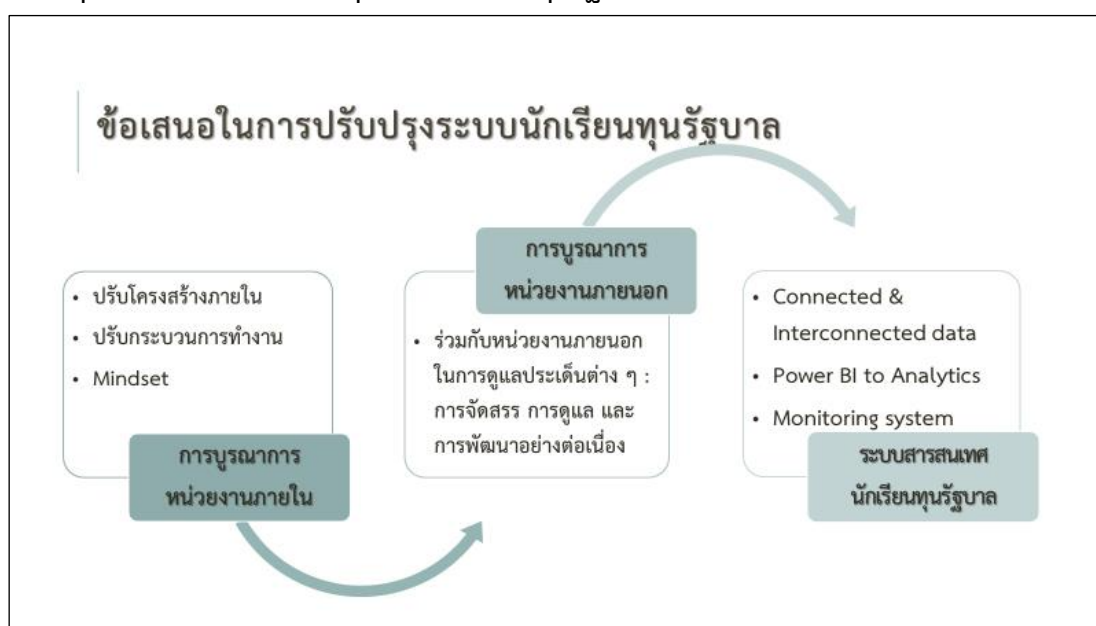 ข้อเสนอในการปรับปรุงระบบนักเรียนทุนรัฐบาล
• ปรับโครงสร้างภายใน
• ปรับกระบวนการทำงาน
• Mindset
การบูรณาการ
หน่วยงานภายใน
การบูรณาการ
หน่วยงานภายนอก
• ร่วมกับหน่วยงานภายนอก
ในการดูแลประเด็นต่าง ๆ :
การจัดสรร การดูแล และ
การพัฒนาอย่างต่อเนื่อง
• Connected &
Interconnected data
• Power BI to Analytics
• Monitoring system
ระบบสารสนเทศ
นักเรียนทุนรัฐบาล